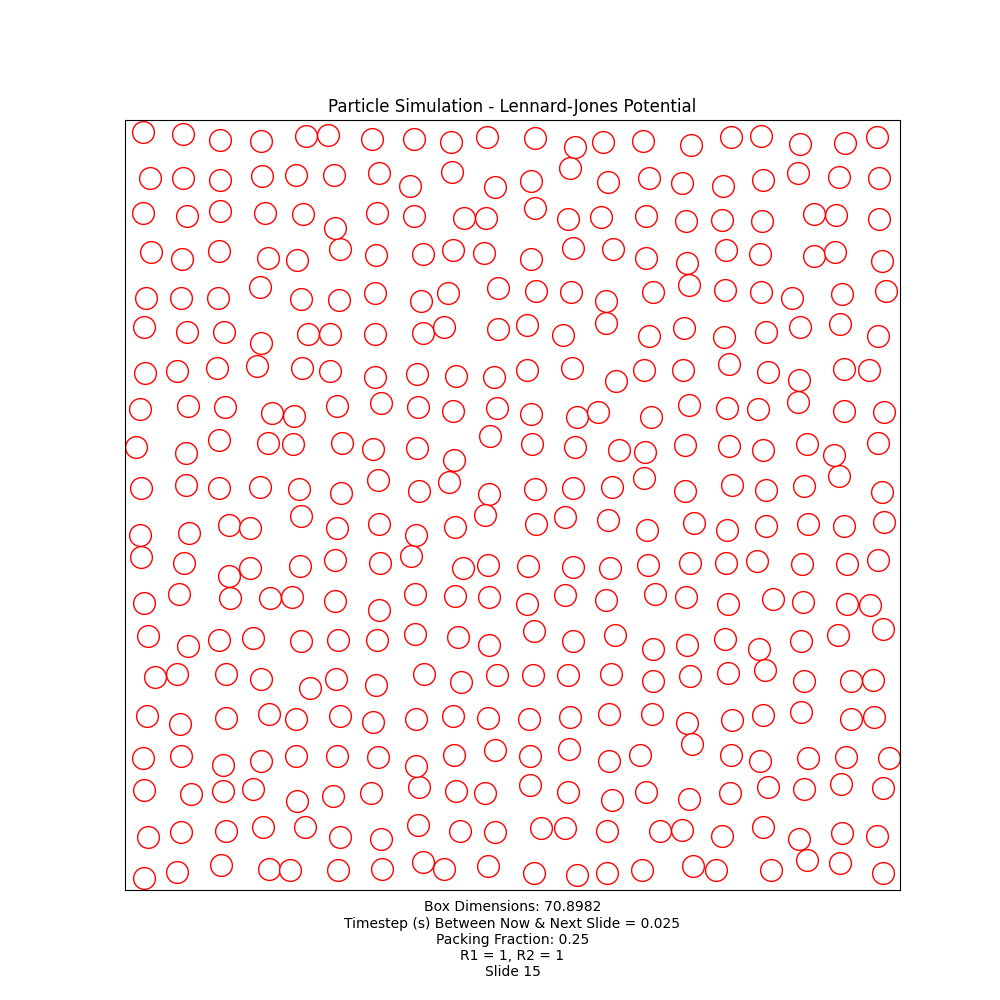 Particle Simulation - Lennard-Jones Potential
Box Dimensions: 70.8982
Timestep (s) Between Now & Next Slide = 0.025
Packing Fraction: 0.25
R1 = 1, R2 = 1
Slide 15